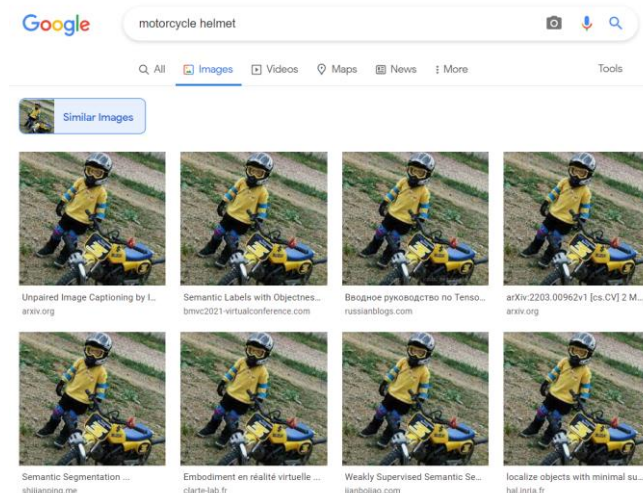 Google
motorcycle helmet
All Images Videos Maps News More Tools
Similar Images
Unpaired Image Captioning by I...
arxiv.org
Semantic Labels with Objectnes...
bmvc2021-virtualconference.com
Вводное руководство по Tenso...
russianblogs.com
arXiv:2203.00962v1 [cs.CV] 2 M...
arxiv.org
Semantic Segmentation ...
shijianping.me
Embodiment en réalité virtuelle ...
clarte-lab.fr
Weakly Supervised Semantic Se...
jianbojiao.com
localize objects with minimal su...
hal.inria.fr